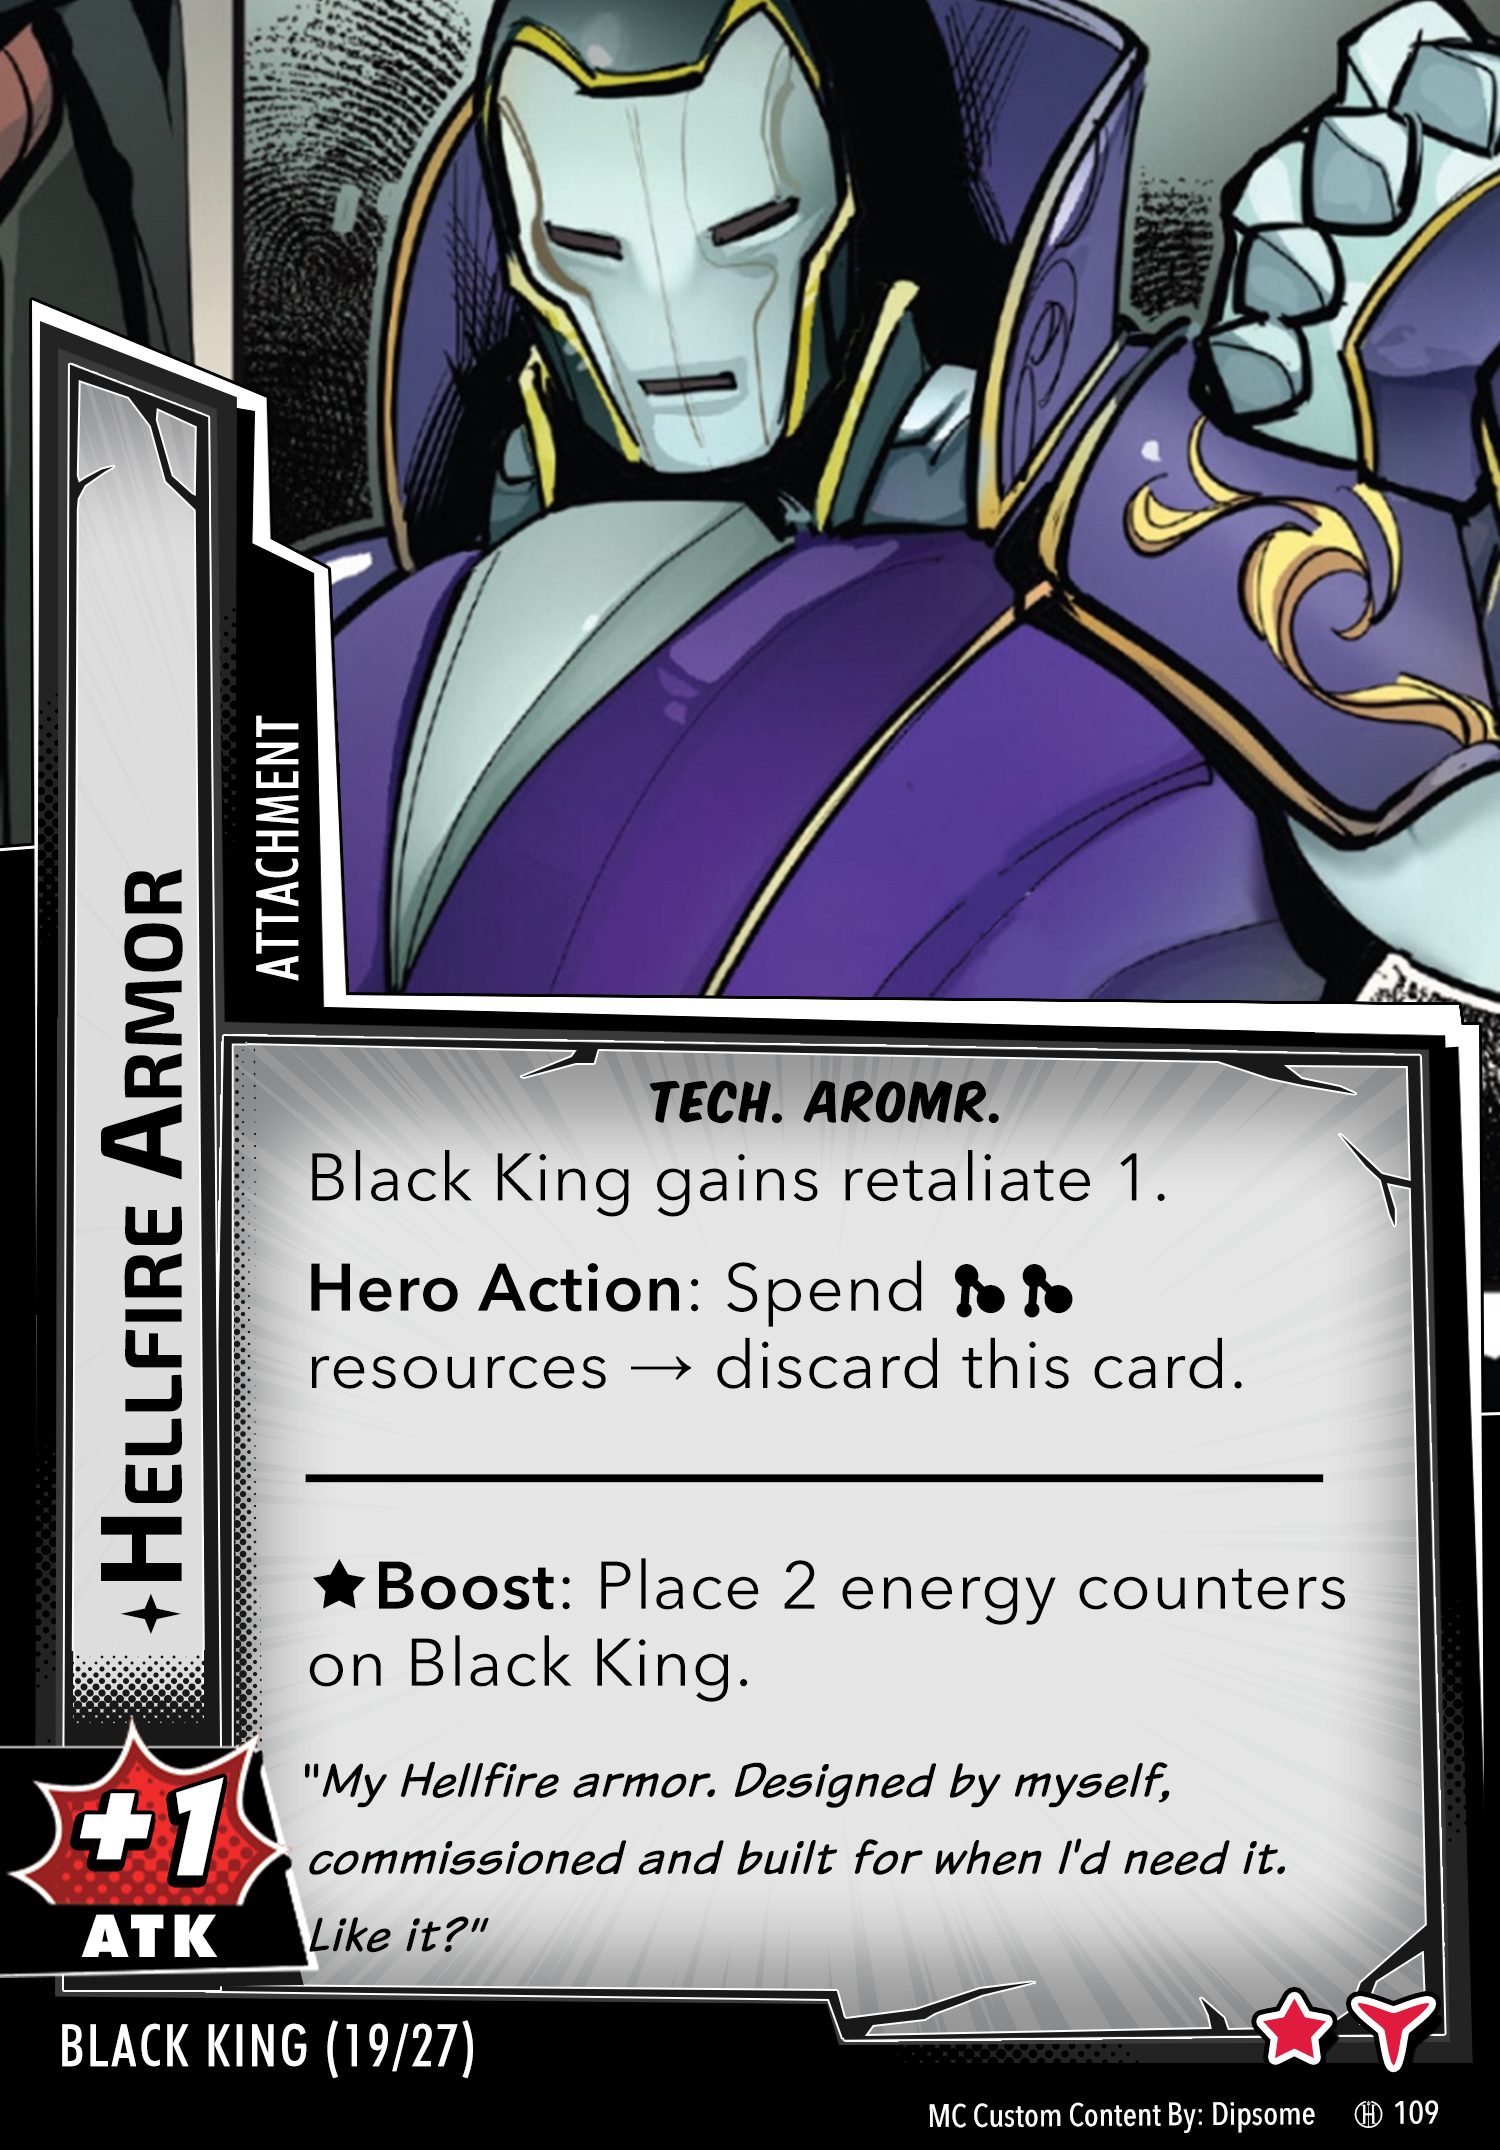 ATTACHMENT
HELLFIRE ARMOR
TECH. AROMR.
Black King gains retaliate 1.
Hero Action: Spend
resources → discard this card.
★Boost: Place 2 energy counters
on Black King.
"My Hellfire armor. Designed by myself,
commissioned and built for when I'd need it.
Like it?"
+1
ATK
BLACK KING (19/27)
MC Custom Content By: Dipsome H 109